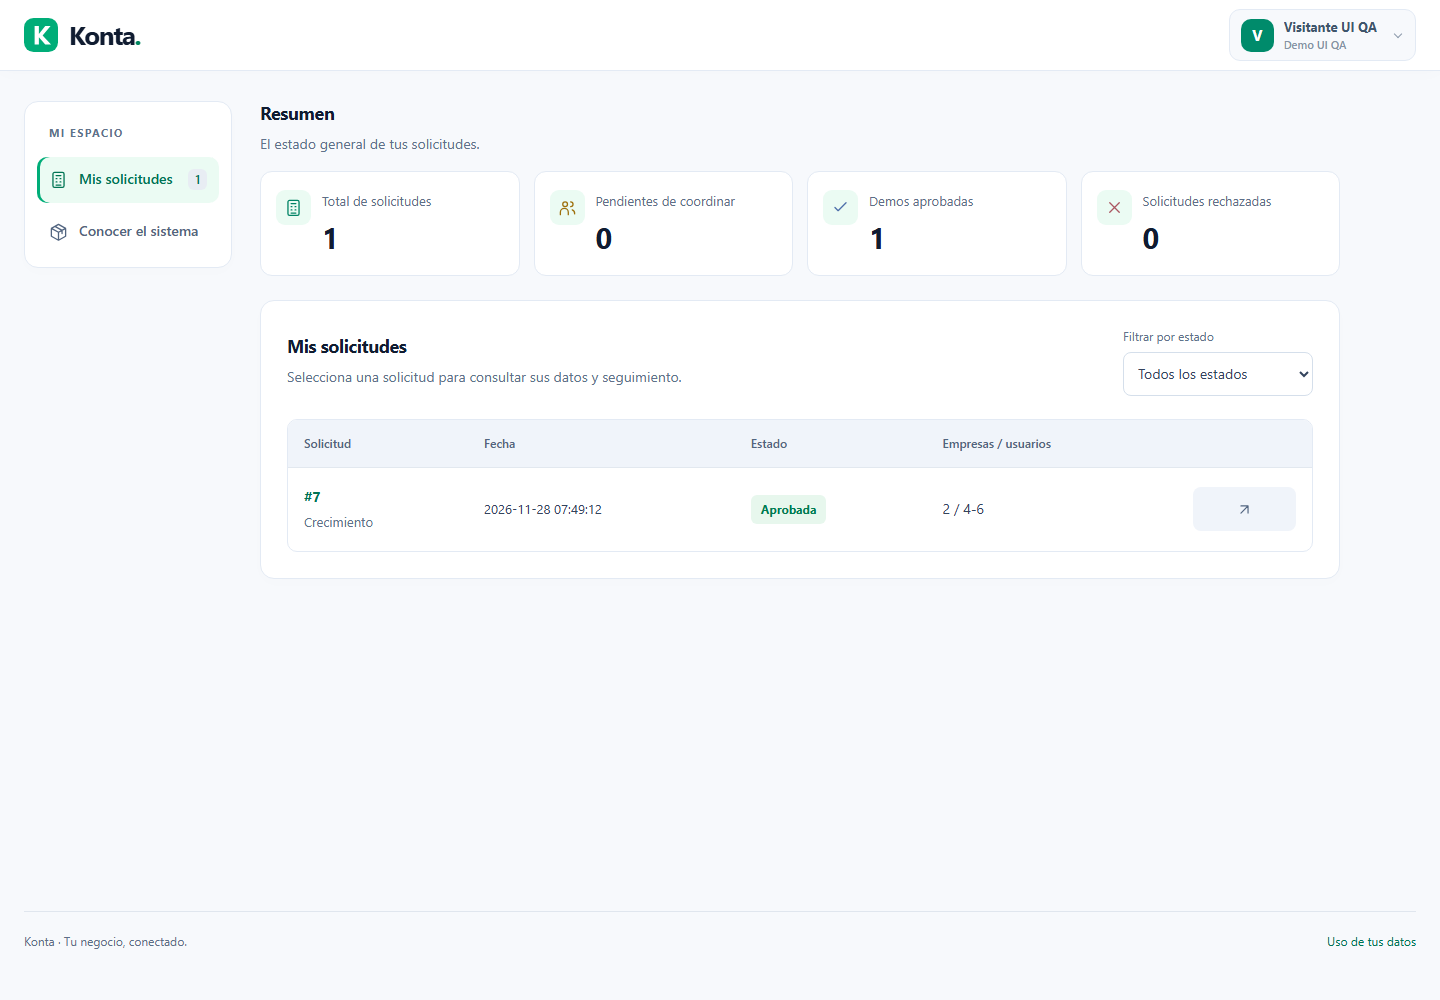 K Konta.
V
Visitante UI QA
Demo UI QA
MI ESPACIO
Mis solicitudes 1
Conocer el sistema
Resumen
El estado general de tus solicitudes.
Total de solicitudes
1
Pendientes de coordinar
0
Demos aprobadas
1
Solicitudes rechazadas
0
Mis solicitudes
Selecciona una solicitud para consultar sus datos y seguimiento.
Filtrar por estado
Todos los estados
Solicitud Fecha Estado Empresas / usuarios
#7
Crecimiento
2026-11-28 07:49:12
Aprobada
2 / 4-6
Konta · Tu negocio, conectado.
Uso de tus datos